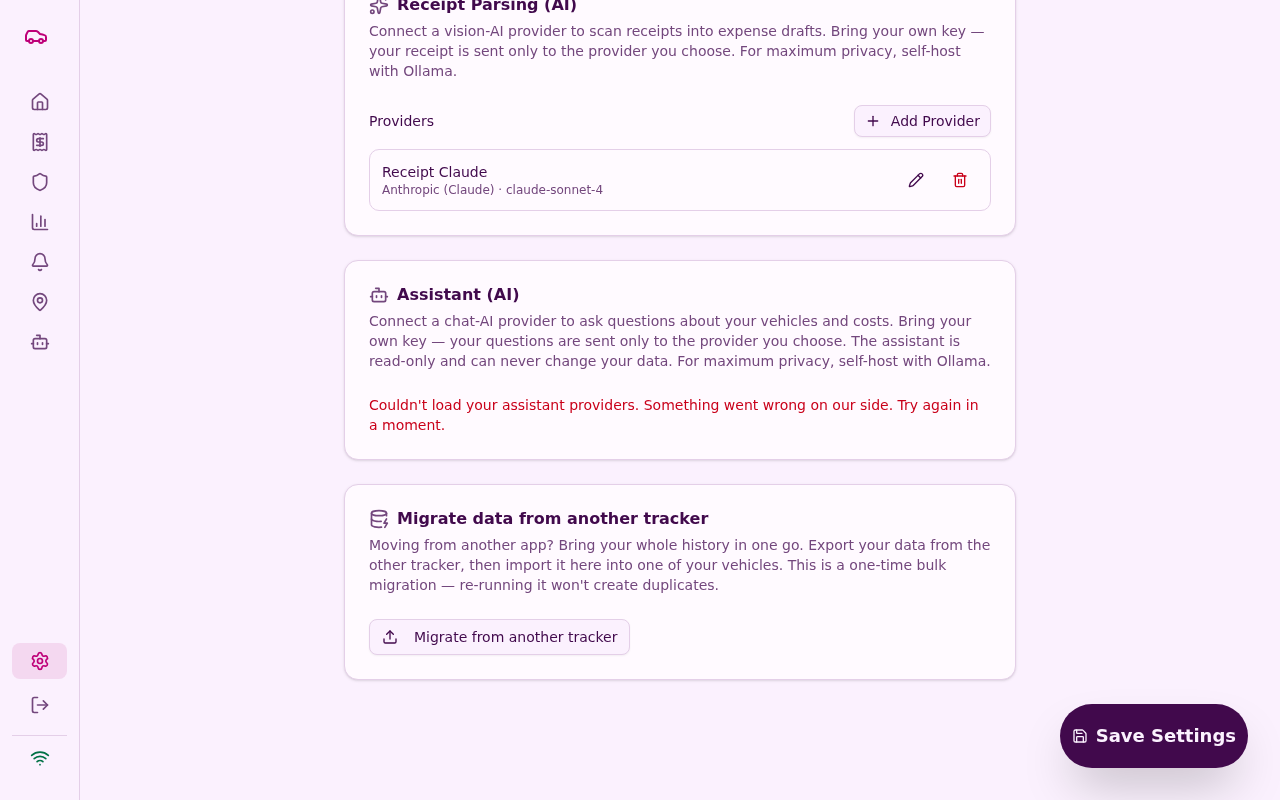 Receipt Parsing (AI)
Connect a vision-AI provider to scan receipts into expense drafts. Bring your own key —
your receipt is sent only to the provider you choose. For maximum privacy, self-host
with Ollama.
Providers
Add Provider
Receipt Claude
Anthropic (Claude) · claude-sonnet-4
Assistant (AI)
Connect a chat-AI provider to ask questions about your vehicles and costs. Bring your
own key — your questions are sent only to the provider you choose. The assistant is
read-only and can never change your data. For maximum privacy, self-host with Ollama.
Couldn't load your assistant providers. Something went wrong on our side. Try again in
a moment.
Migrate data from another tracker
Moving from another app? Bring your whole history in one go. Export your data from the
other tracker, then import it here into one of your vehicles. This is a one-time bulk
migration — re-running it won't create duplicates.
Migrate from another tracker
Save Settings